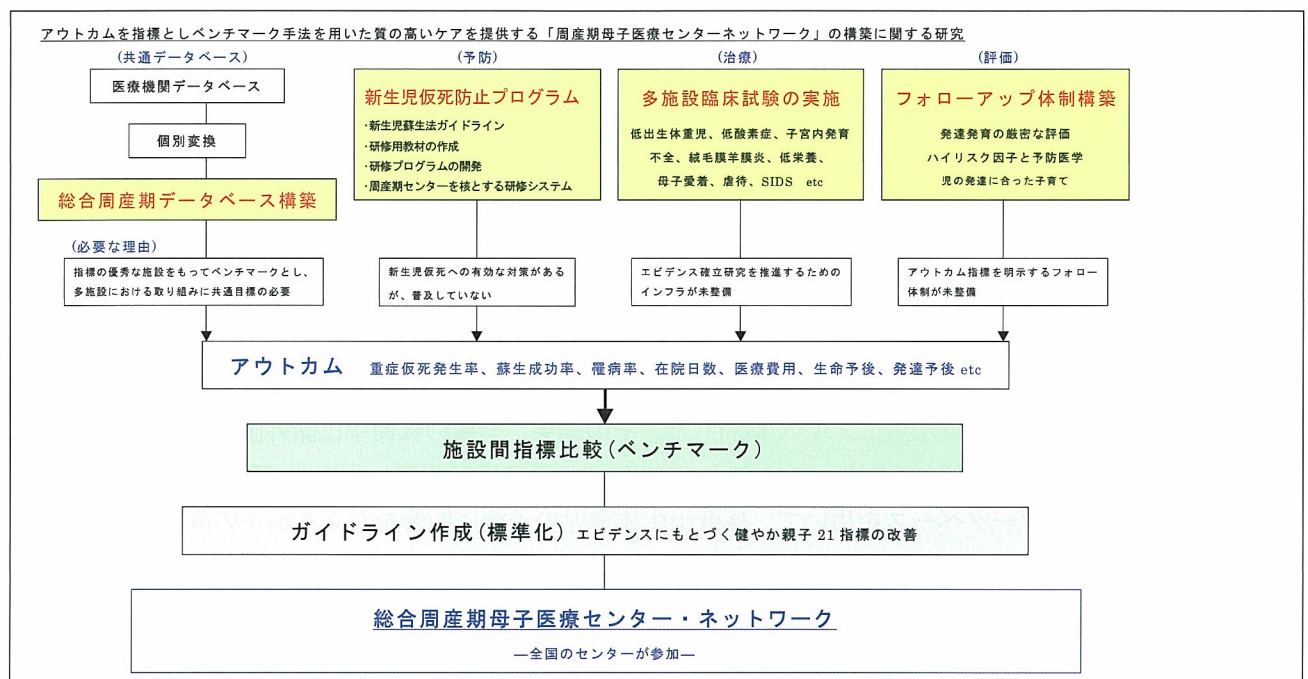 アウトカムを指標としベンチマーク手法を用いた質の高いケアを提供する「周産期母子医療センターネットワーク」の構築に関する研究
(共通データベース)
医療機関データベース
個別変換
総合周産期データベース構築
(必要な理由)
指標の優秀な施設をもってベンチマークとし、
多施設における取り組みに共通目標の必要
(予防)
新生児仮死防止プログラム
・新生児蘇生法ガイドライン
・研修用教材の作成
・研修プログラムの開発
・周産期センターを核とする研修システム
新生児仮死への有効な対策がある
が、普及していない
(治療)
多施設臨床試験の実施
低出生体重児、低酸素症、子宮内発育
不全、絨毛膜羊膜炎、低栄養、
母子愛着、虐待、SIDS etc
エビデンス確立研究を推進するための
インフラが未整備
(評価)
フォローアップ体制構築
発達発育の厳密な評価
ハイリスク因子と予防医学
児の発達に合った子育て
アウトカム指標を明示するフォロー
体制が未整備
アウトカム 重症仮死発生率、蘇生成功率、罹病率、在院日数、医療費用、生命予後、発達予後 etc
施設間指標比較(ベンチマーク)
ガイドライン作成(標準化) エビデンスにもとづく健やか親子 21 指標の改善
総合周産期母子医療センター・ネットワーク
―全国のセンターが参加―